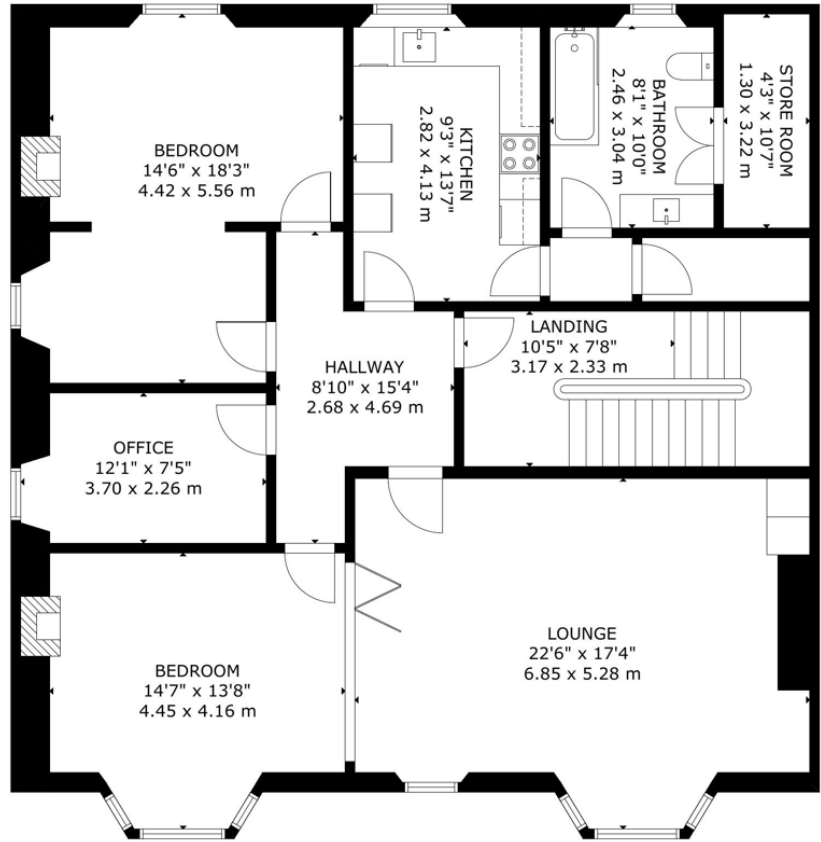 BEDROOM
14'6" x 18'3"
4.42 x 5.56 m
KITCHEN
9'3" x 13'7"
2.82 x 4.13 m
BATHROOM
8'1" x 10'0"
2.46 x 3.04 m
STORE ROOM
4'3" x 10'7"
1.30 x 3.22 m
HALLWAY
8'10" x 15'4"
2.68 x 4.69 m
LANDING
10'5" x 7'8"
3.17 x 2.33 m
OFFICE
12'1" x 7'5"
3.70 x 2.26 m
BEDROOM
14'7" x 13'8"
4.45 x 4.16 m
LOUNGE
22'6" x 17'4"
6.85 x 5.28 m